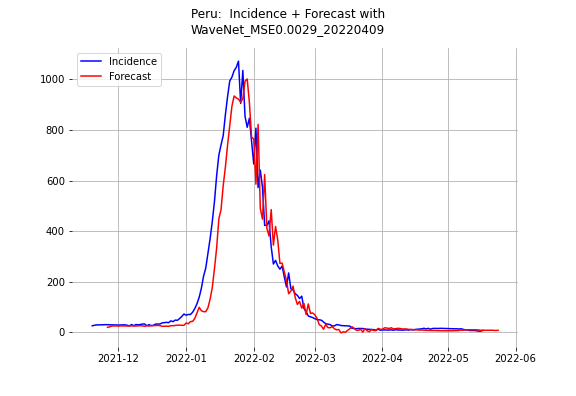 Peru:  Incidence + Forecast with
WaveNet_MSE0.0029_20220409
Incidence
Forecast
1000
800
600
400
200
0
2021-12 2022-01 2022-02 2022-03 2022-04 2022-05 2022-06